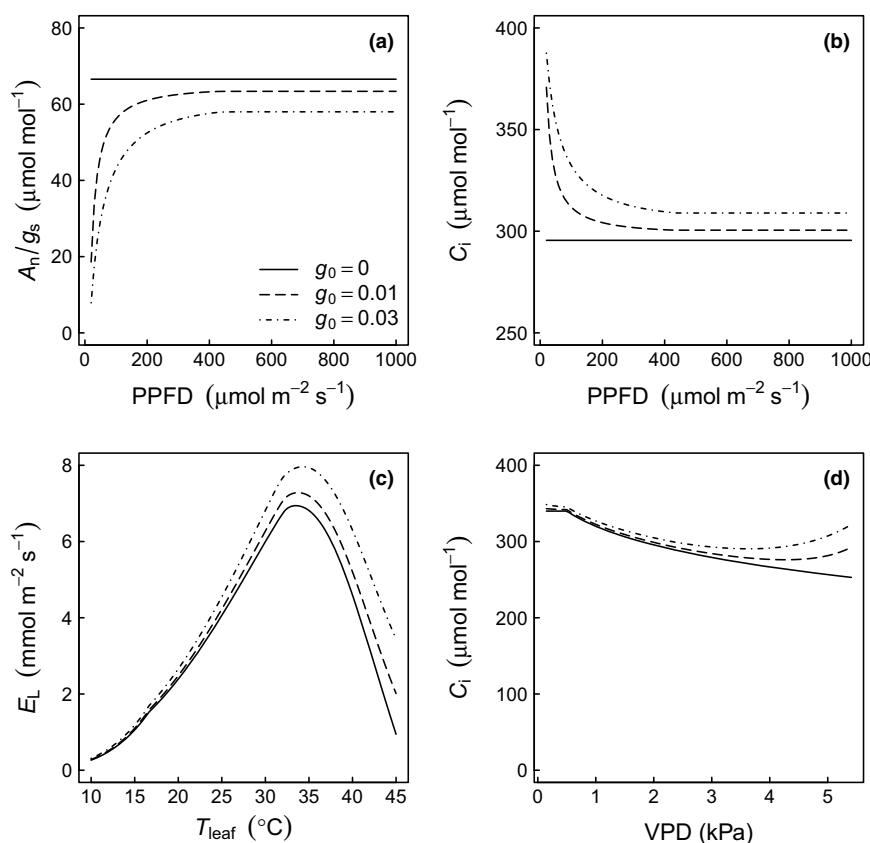 (a)
80
60
40
20
0
Aₙ/gₛ (μmol mol⁻¹)
g₀ = 0
g₀ = 0.01
g₀ = 0.03
0 200 400 600 800 1000
PPFD (μmol m⁻² s⁻¹)
(b)
400
350
300
250
Cᵢ (μmol mol⁻¹)
0 200 400 600 800 1000
PPFD (μmol m⁻² s⁻¹)
(c)
8
6
4
2
0
E_L (mmol m⁻² s⁻¹)
10 15 20 25 30 35 40 45
T_leaf (°C)
(d)
400
300
200
100
0
Cᵢ (μmol mol⁻¹)
0 1 2 3 4 5
VPD (kPa)